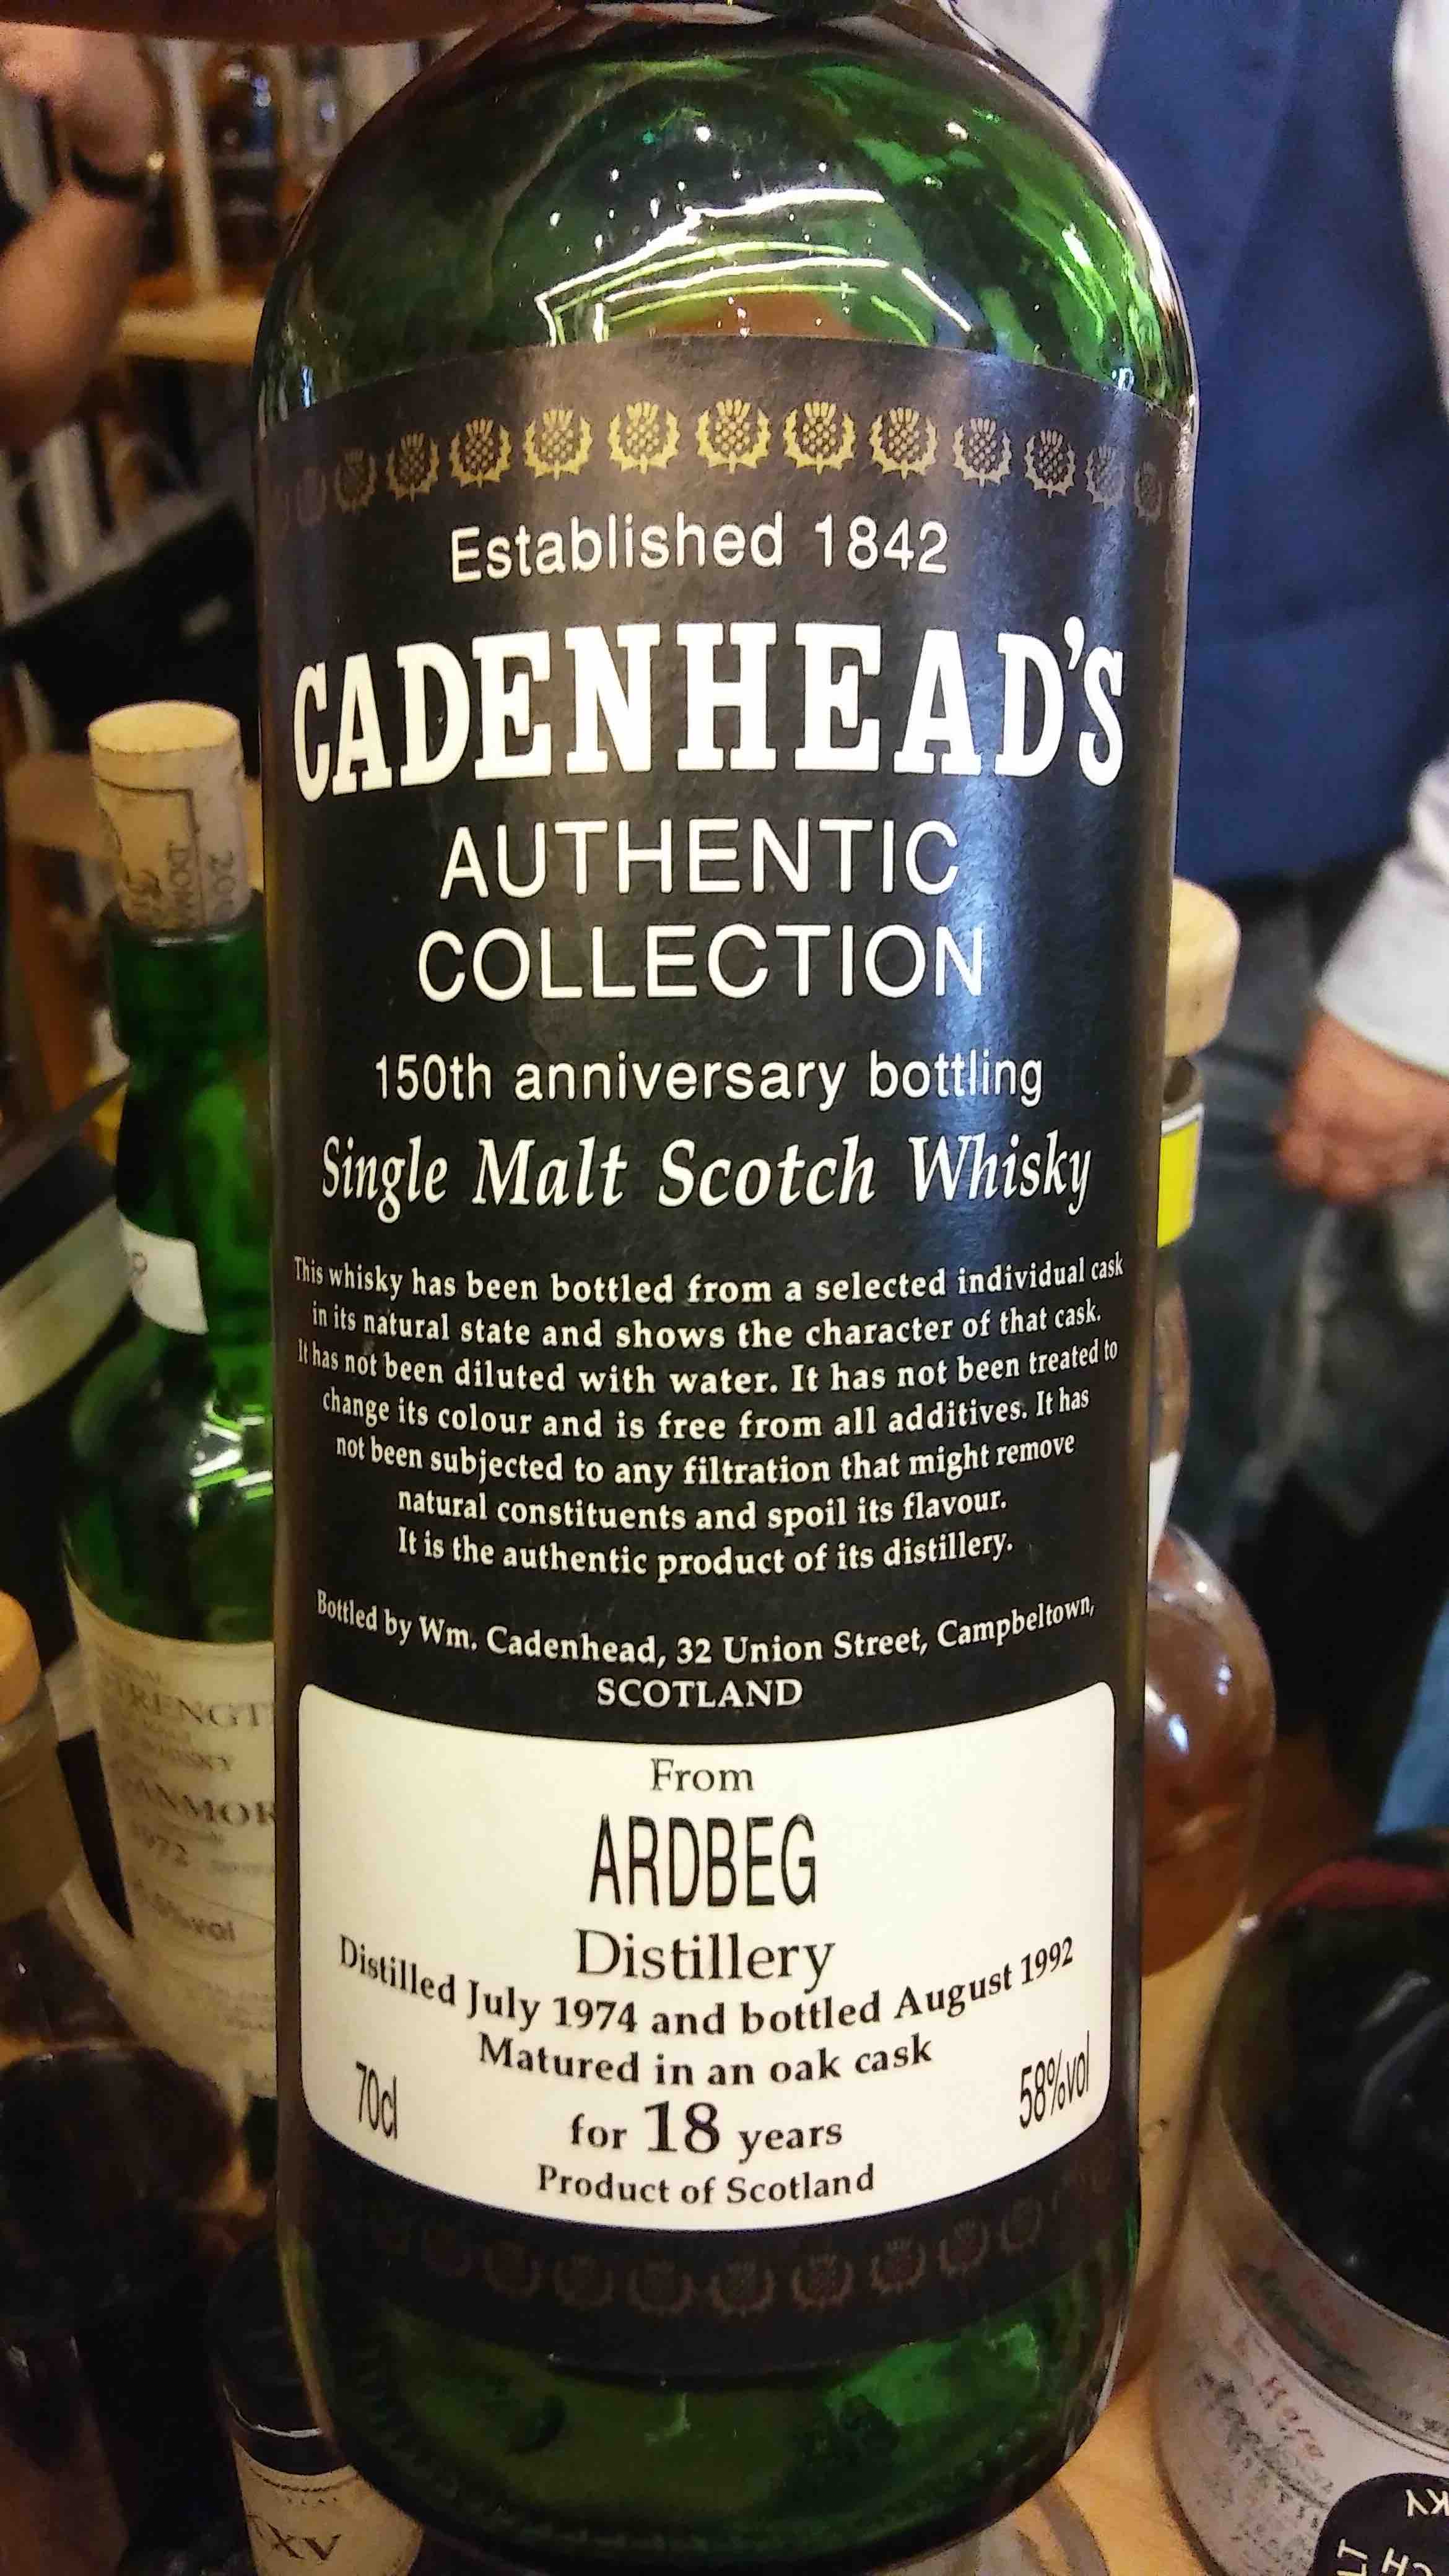 Established 1842
CADENHEAD'S
AUTHENTIC
COLLECTION
150th anniversary bottling
Single Malt Scotch Whisky
This whisky has been bottled from a selected individual cask
in its natural state and shows the character of that cask.
It has not been diluted with water. It has not been treated to
change its colour and is free from all additives. It has
not been subjected to any filtration that might remove
natural constituents and spoil its flavour.
It is the authentic product of its distillery.
Bottled by Wm. Cadenhead, 32 Union Street, Campbeltown,
SCOTLAND
From
ARDBEG
Distillery
Distilled July 1974 and bottled August 1992
Matured in an oak cask
70cl
58%vol
for 18 years
Product of Scotland